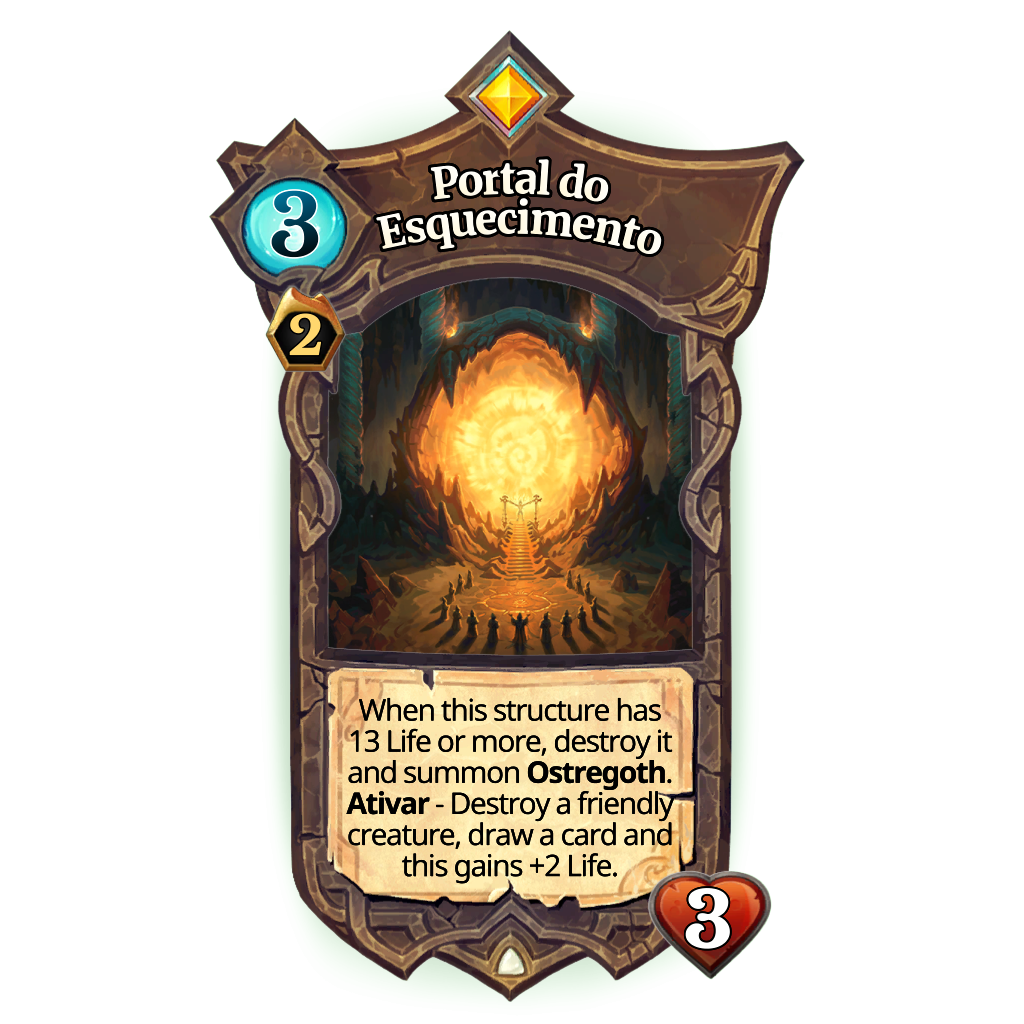 3
Portal do
Esquecimento
2
When this structure has
13 Life or more, destroy it
and summon Ostregoth.
Ativar - Destroy a friendly
creature, draw a card and
this gains +2 Life.
3